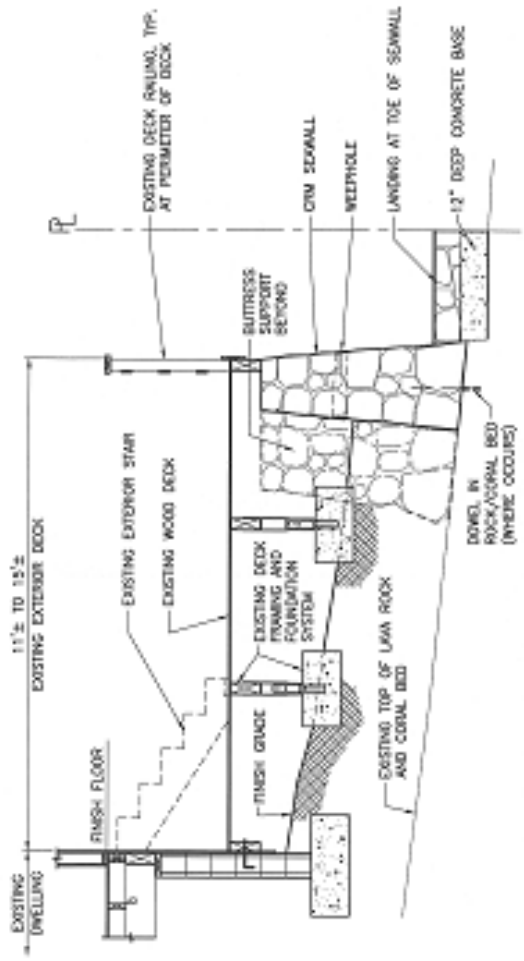 EXISTING
DWELLING
11'± TO 15'±
EXISTING EXTERIOR DECK
FINISH FLOOR
EXISTING EXTERIOR STAIR
EXISTING WOOD DECK
EXISTING DECK RAILING, TYP.
AT PERIMETER OF DECK
PL
FINISH GRADE
EXISTING DECK
FRAMING AND
FOUNDATION
SYSTEM
BUTTRESS
SUPPORT
BEYOND
CRM SEAWALL
WEEPHOLE
LANDING AT TOE OF SEAWALL
12" DEEP CONCRETE BASE
EXISTING TOP OF LAVA ROCK
AND CORAL BED
DOWEL IN
ROCK/CORAL BED
(WHERE OCCURS)